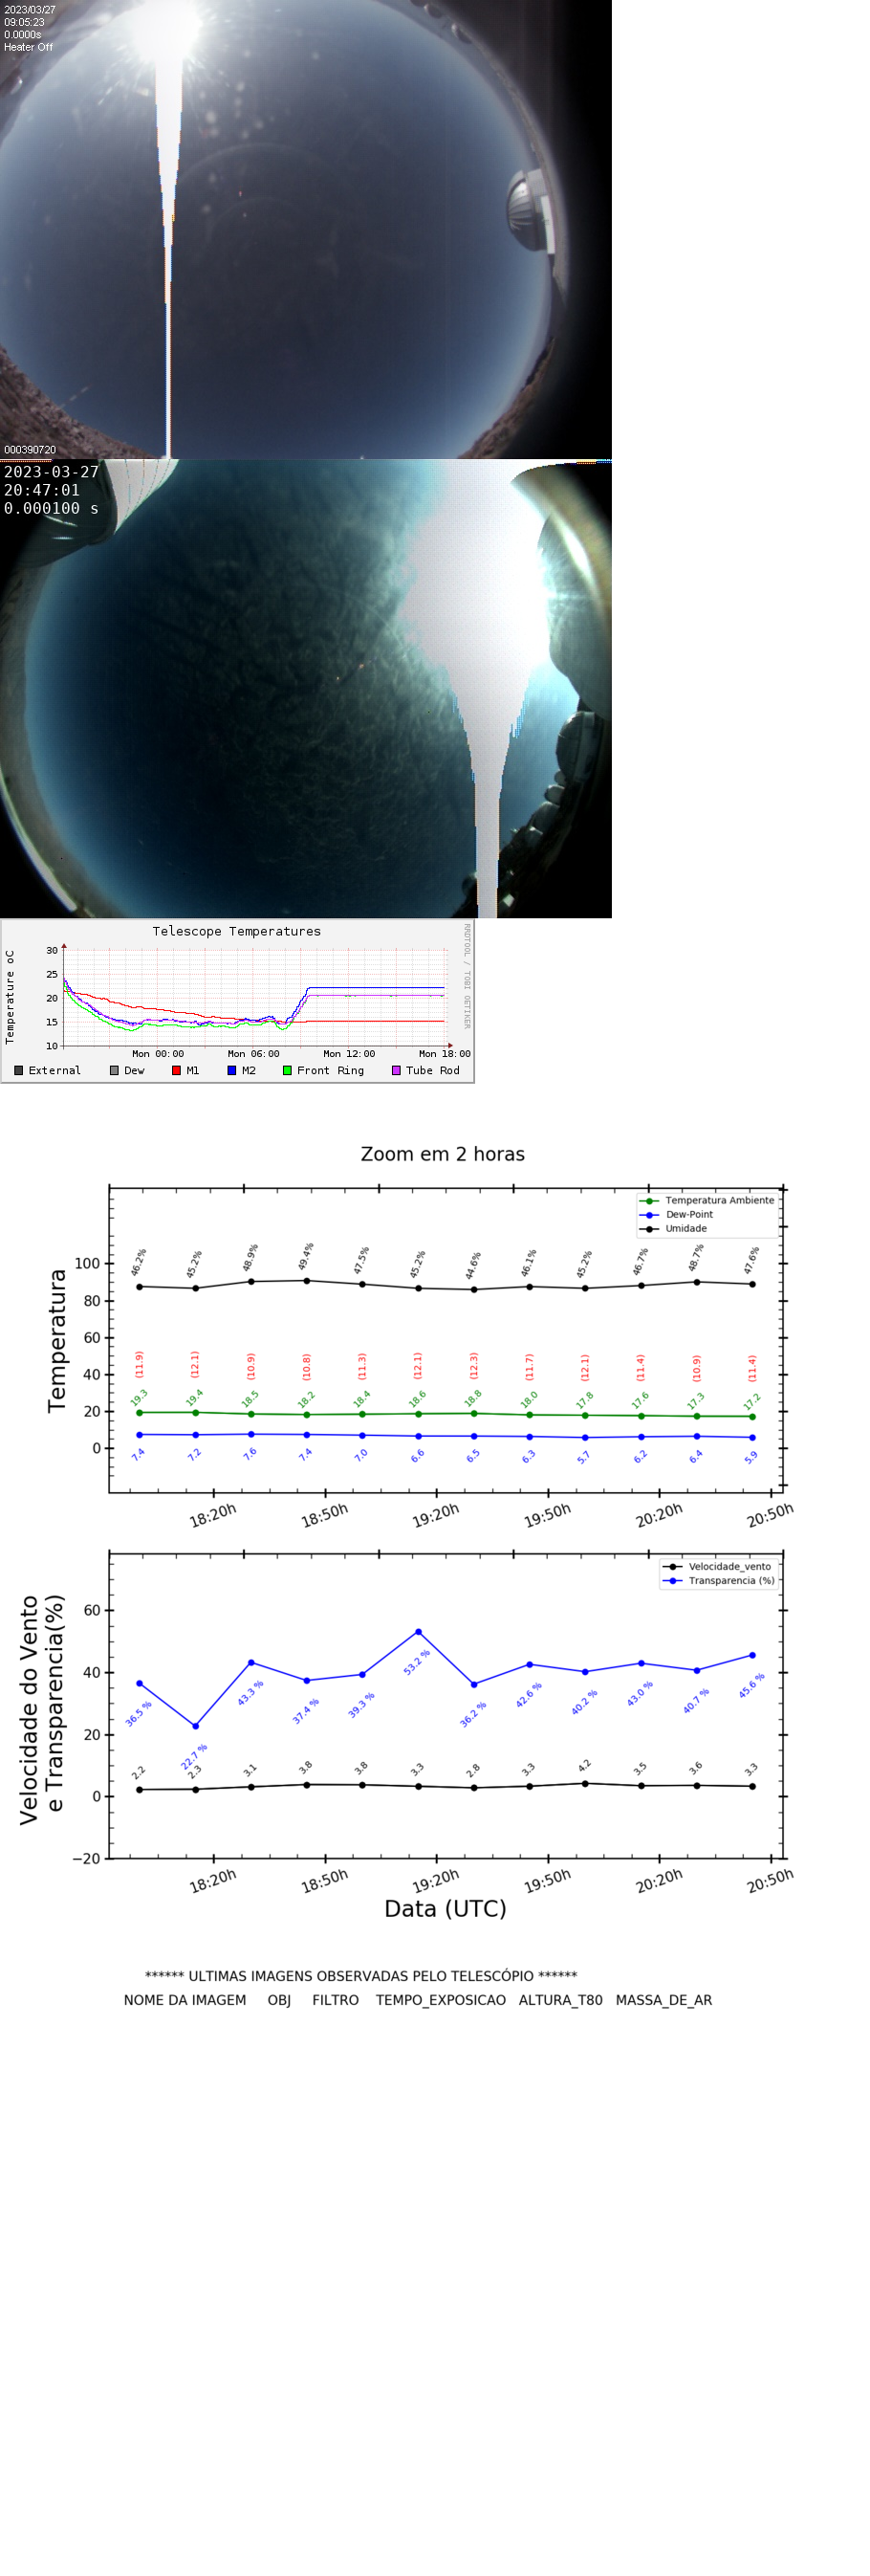 2023/03/27
09:05:23
0.0000s
Heater Off
000390720
2023-03-27
20:47:01
0.000100 s
Telescope Temperatures
RRDTOOL / TOBI OETIKER
Temperature oC
30
25
20
15
10
Mon 00:00 Mon 06:00 Mon 12:00 Mon 18:00
External Dew M1 M2 Front Ring Tube Rod
Zoom em 2 horas
Temperatura Ambiente
Dew-Point
Umidade
Temperatura
100
80
60
40
20
0
46.2% 45.2% 48.9% 49.4% 47.5% 45.2% 44.6% 46.1% 45.2% 46.7% 48.7% 47.6%
(11.9) (12.1) (10.9) (10.8) (11.3) (12.1) (12.3) (11.7) (12.1) (11.4) (10.9) (11.4)
19.3 19.4 18.5 18.2 18.4 18.6 18.8 18.0 17.8 17.6 17.3 17.2
7.4 7.2 7.6 7.4 7.0 6.6 6.5 6.3 5.7 6.2 6.4 5.9
18:20h 18:50h 19:20h 19:50h 20:20h 20:50h
Velocidade_vento
Transparencia (%)
Velocidade do Vento
e Transparencia(%)
60
40
20
0
−20
36.5 % 22.7 % 43.3 % 37.4 % 39.3 % 53.2 % 36.2 % 42.6 % 40.2 % 43.0 % 40.7 % 45.6 %
2.2 2.3 3.1 3.8 3.8 3.3 2.8 3.3 4.2 3.5 3.6 3.3
18:20h 18:50h 19:20h 19:50h 20:20h 20:50h
Data (UTC)
****** ULTIMAS IMAGENS OBSERVADAS PELO TELESCÓPIO ******
NOME DA IMAGEM OBJ FILTRO TEMPO_EXPOSICAO ALTURA_T80 MASSA_DE_AR